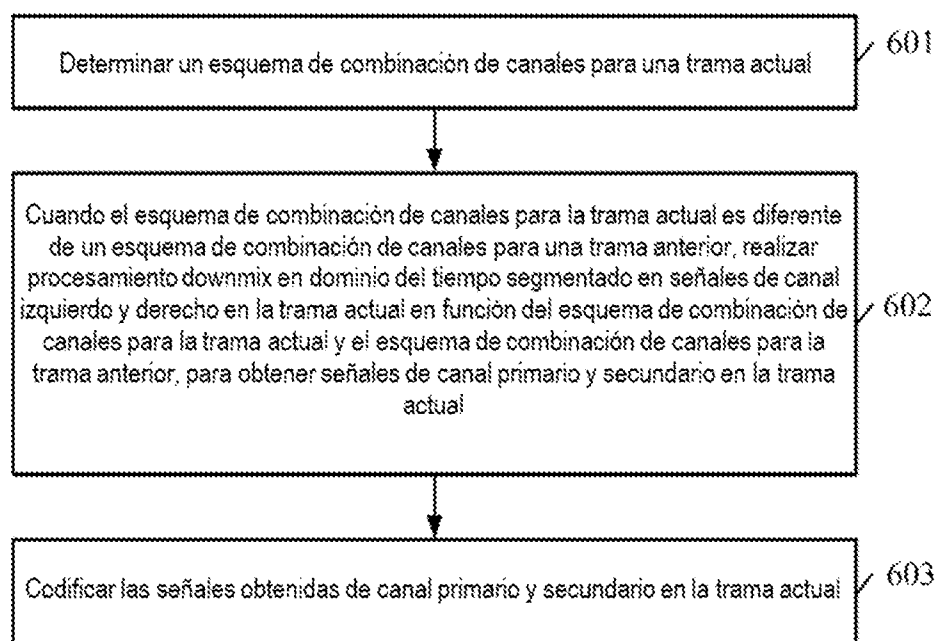 Determinar un esquema de combinación de canales para una trama actual
601
Cuando el esquema de combinación de canales para la trama actual es diferente
de un esquema de combinación de canales para una trama anterior, realizar
procesamiento downmix en dominio del tiempo segmentado en señales de canal
izquierdo y derecho en la trama actual en función del esquema de combinación de
canales para la trama actual y el esquema de combinación de canales para la
trama anterior, para obtener señales de canal primario y secundario en la trama
actual
602
Codificar las señales obtenidas de canal primario y secundario en la trama actual
603